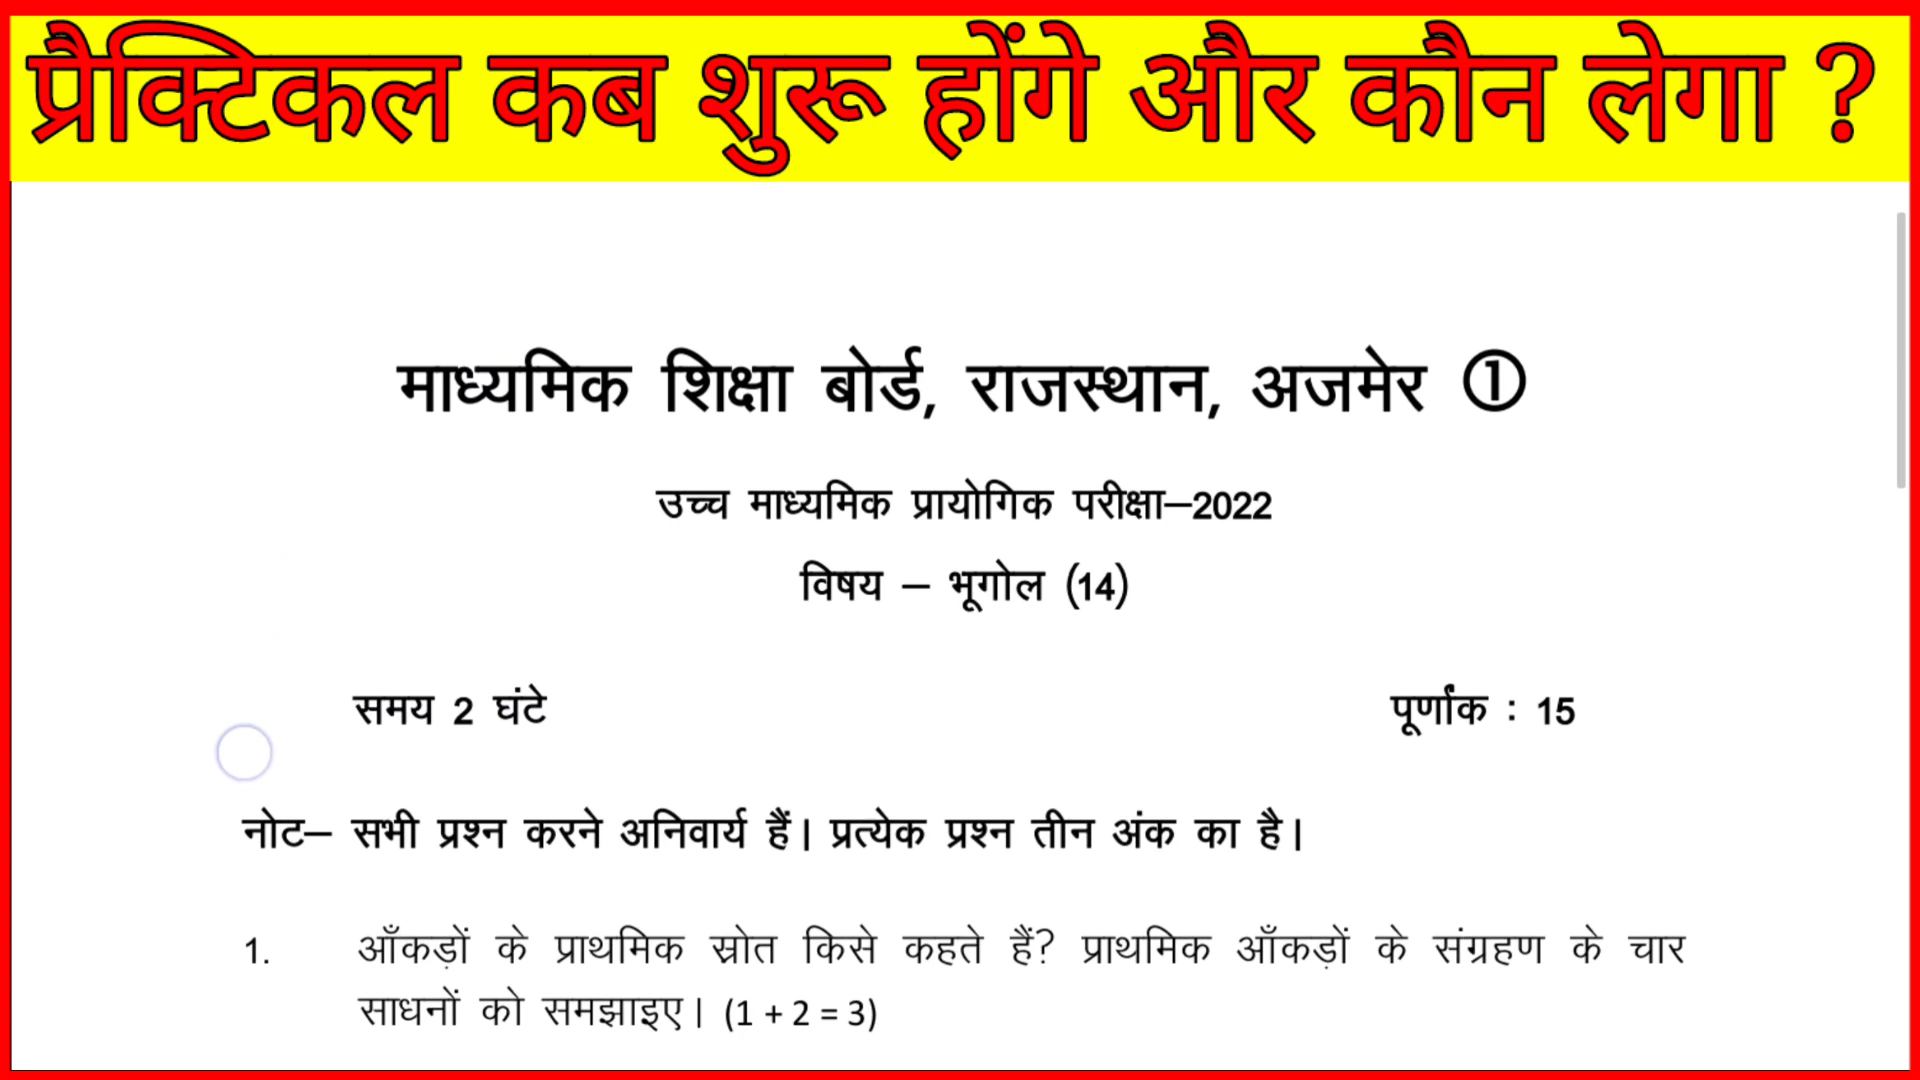 प्रैक्टिकल कब शुरू होंगे और कौन लेगा ?
माध्यमिक शिक्षा बोर्ड, राजस्थान, अजमेर ①
उच्च माध्यमिक प्रायोगिक परीक्षा–2022
विषय – भूगोल (14)
समय 2 घंटे पूर्णांक : 15
नोट– सभी प्रश्न करने अनिवार्य हैं। प्रत्येक प्रश्न तीन अंक का है।
1. आँकड़ों के प्राथमिक स्रोत किसे कहते हैं? प्राथमिक आँकड़ों के संग्रहण के चार
साधनों को समझाइए। (1 + 2 = 3)